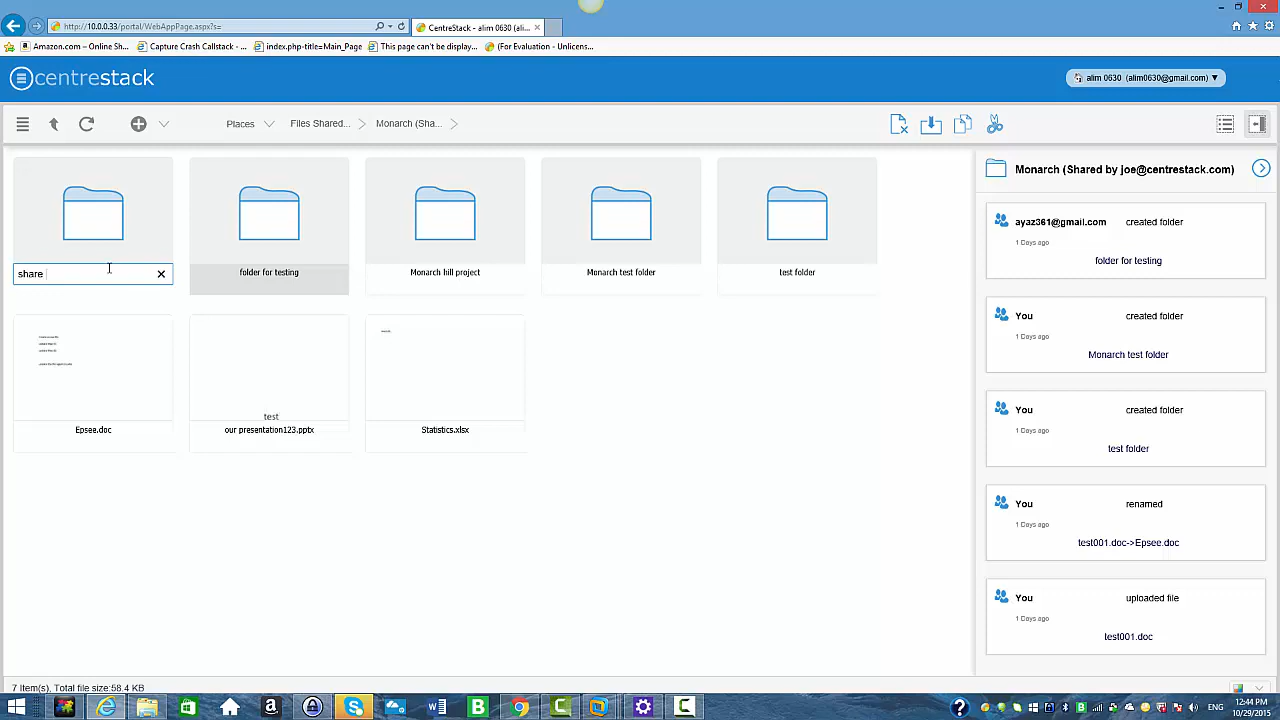 http://10.0.0.33/portal/WebAppPage.aspx?s=
CentreStack - alim 0630 (ali...
Amazon.com – Online Sh...
Capture Crash Callstack - ...
index.php-title=Main_Page
This page can't be display...
(For Evaluation - Unlicens...
centrestack
alim 0630 (alim0630@gmail.com) ▼
Places
Files Shared...
Monarch (Sha...
share
folder for testing
Monarch hill project
Monarch test folder
test folder
Epsee.doc
test
our presentation123.pptx
Statistics.xlsx
Monarch (Shared by joe@centrestack.com)
ayaz361@gmail.com created folder
1 Days ago
folder for testing
You created folder
1 Days ago
Monarch test folder
You created folder
1 Days ago
test folder
You renamed
1 Days ago
test001.doc->Epsee.doc
You uploaded file
1 Days ago
test001.doc
7 Item(s), Total file size:58.4 KB
ENG
12:44 PM
10/29/2015